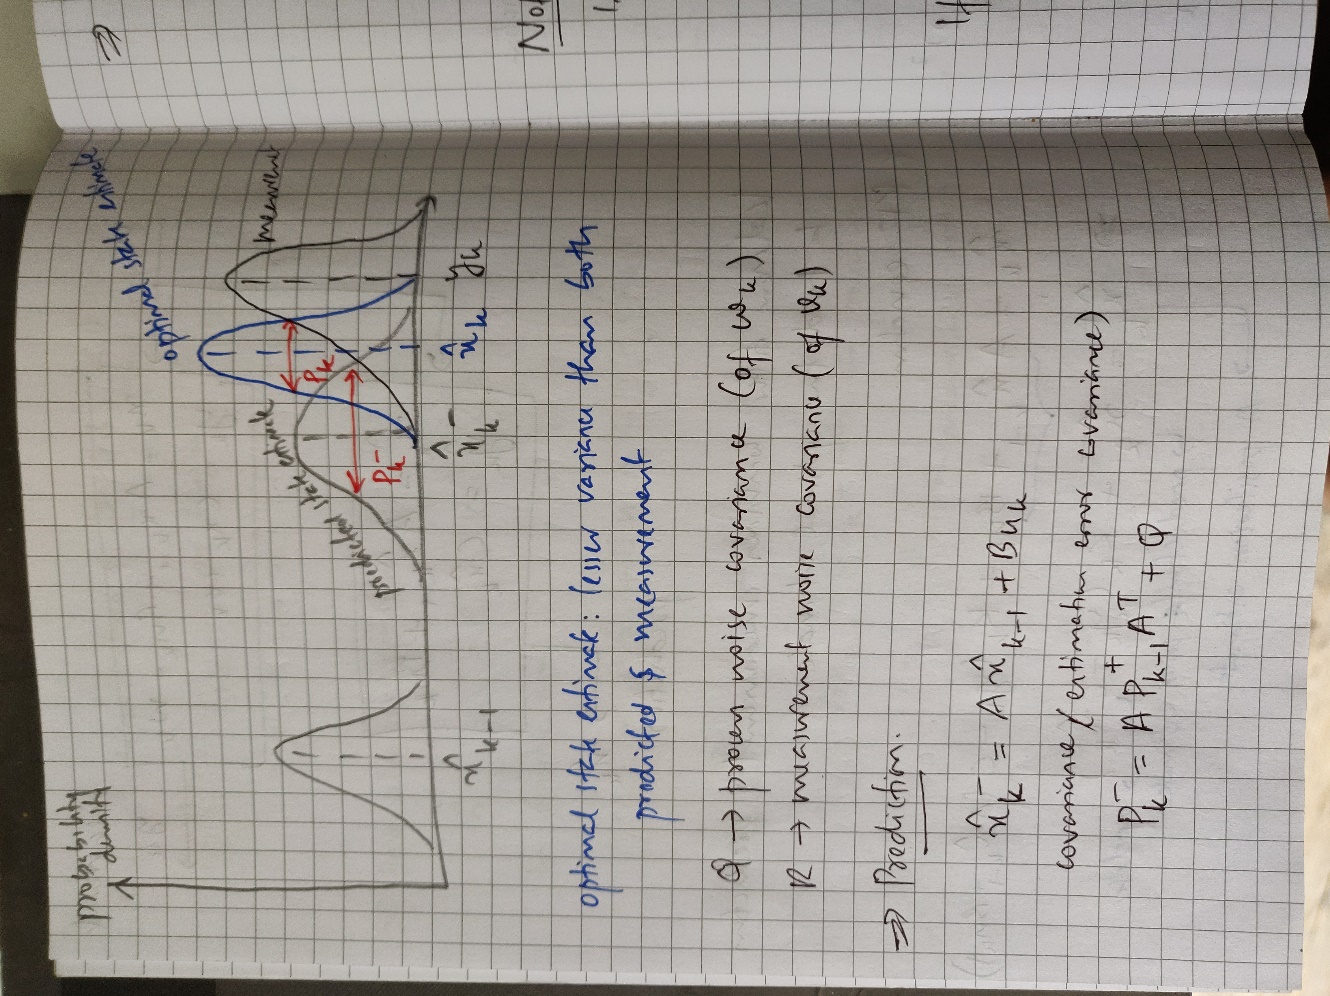 probability
density
optimal state estimate
measurement
predicted state estimate
P_k
P_k^-
x̂_{k-1}
x̂_k^-
x̂_k
y_k
optimal state estimate: lesser variance than both
predicted & measurement
Q → process noise covariance (of w_k)
R → measurement noise covariance (of v_k)
⇒ Prediction.
x̂_k^- = A x̂_{k-1} + B u_k
covariance (estimation error covariance)
P_k^- = A P_{k-1}^+ A^T + Q
⇒